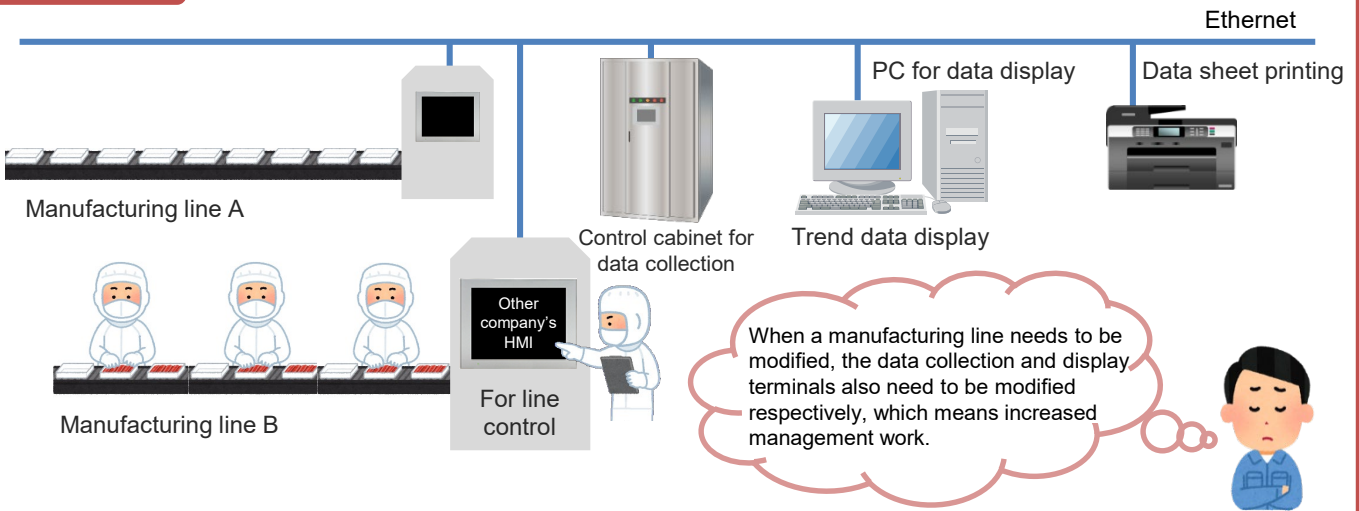 Ethernet
PC for data display
Data sheet printing
Manufacturing line A
Control cabinet for
data collection
Trend data display
Other
company's
HMI
For line
control
Manufacturing line B
When a manufacturing line needs to be
modified, the data collection and display
terminals also need to be modified
respectively, which means increased
management work.